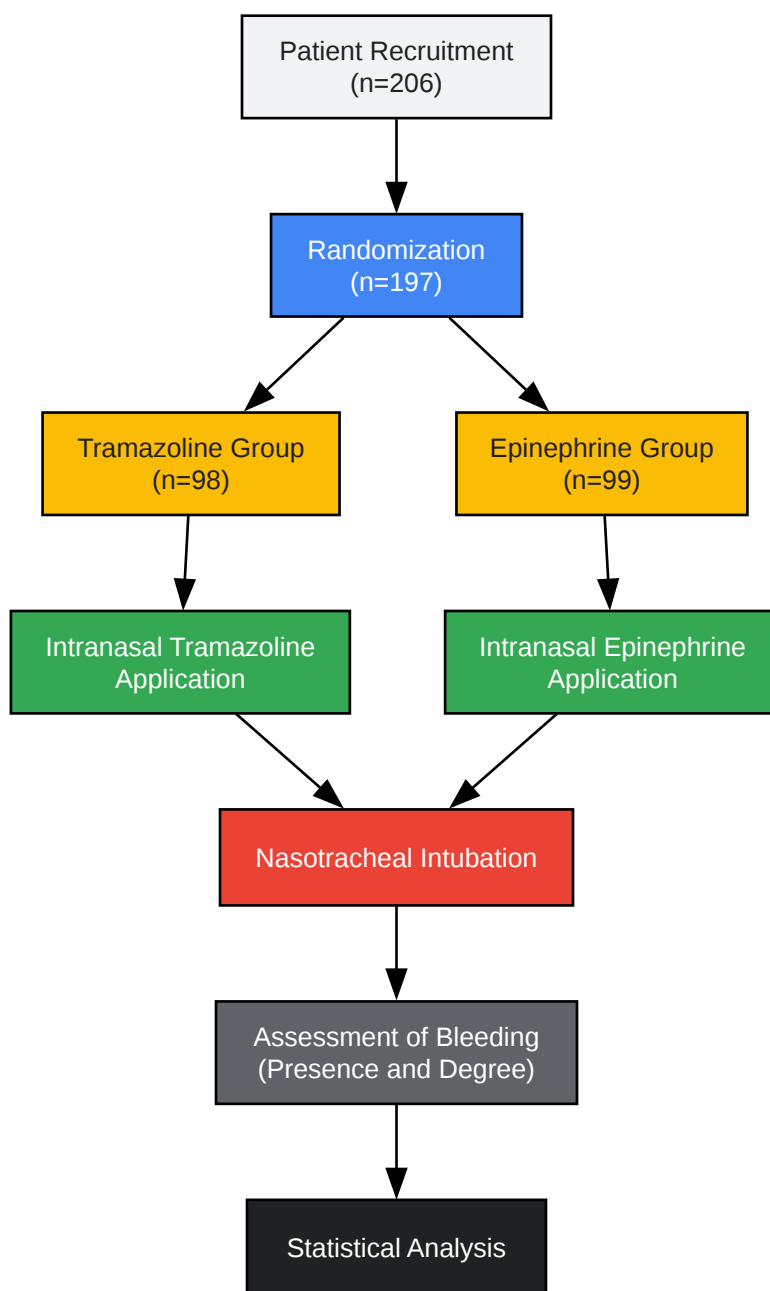 Patient Recruitment
(n=206)
Randomization
(n=197)
Tramazoline Group
(n=98)
Epinephrine Group
(n=99)
Intranasal Tramazoline
Application
Intranasal Epinephrine
Application
Nasotracheal Intubation
Assessment of Bleeding
(Presence and Degree)
Statistical Analysis